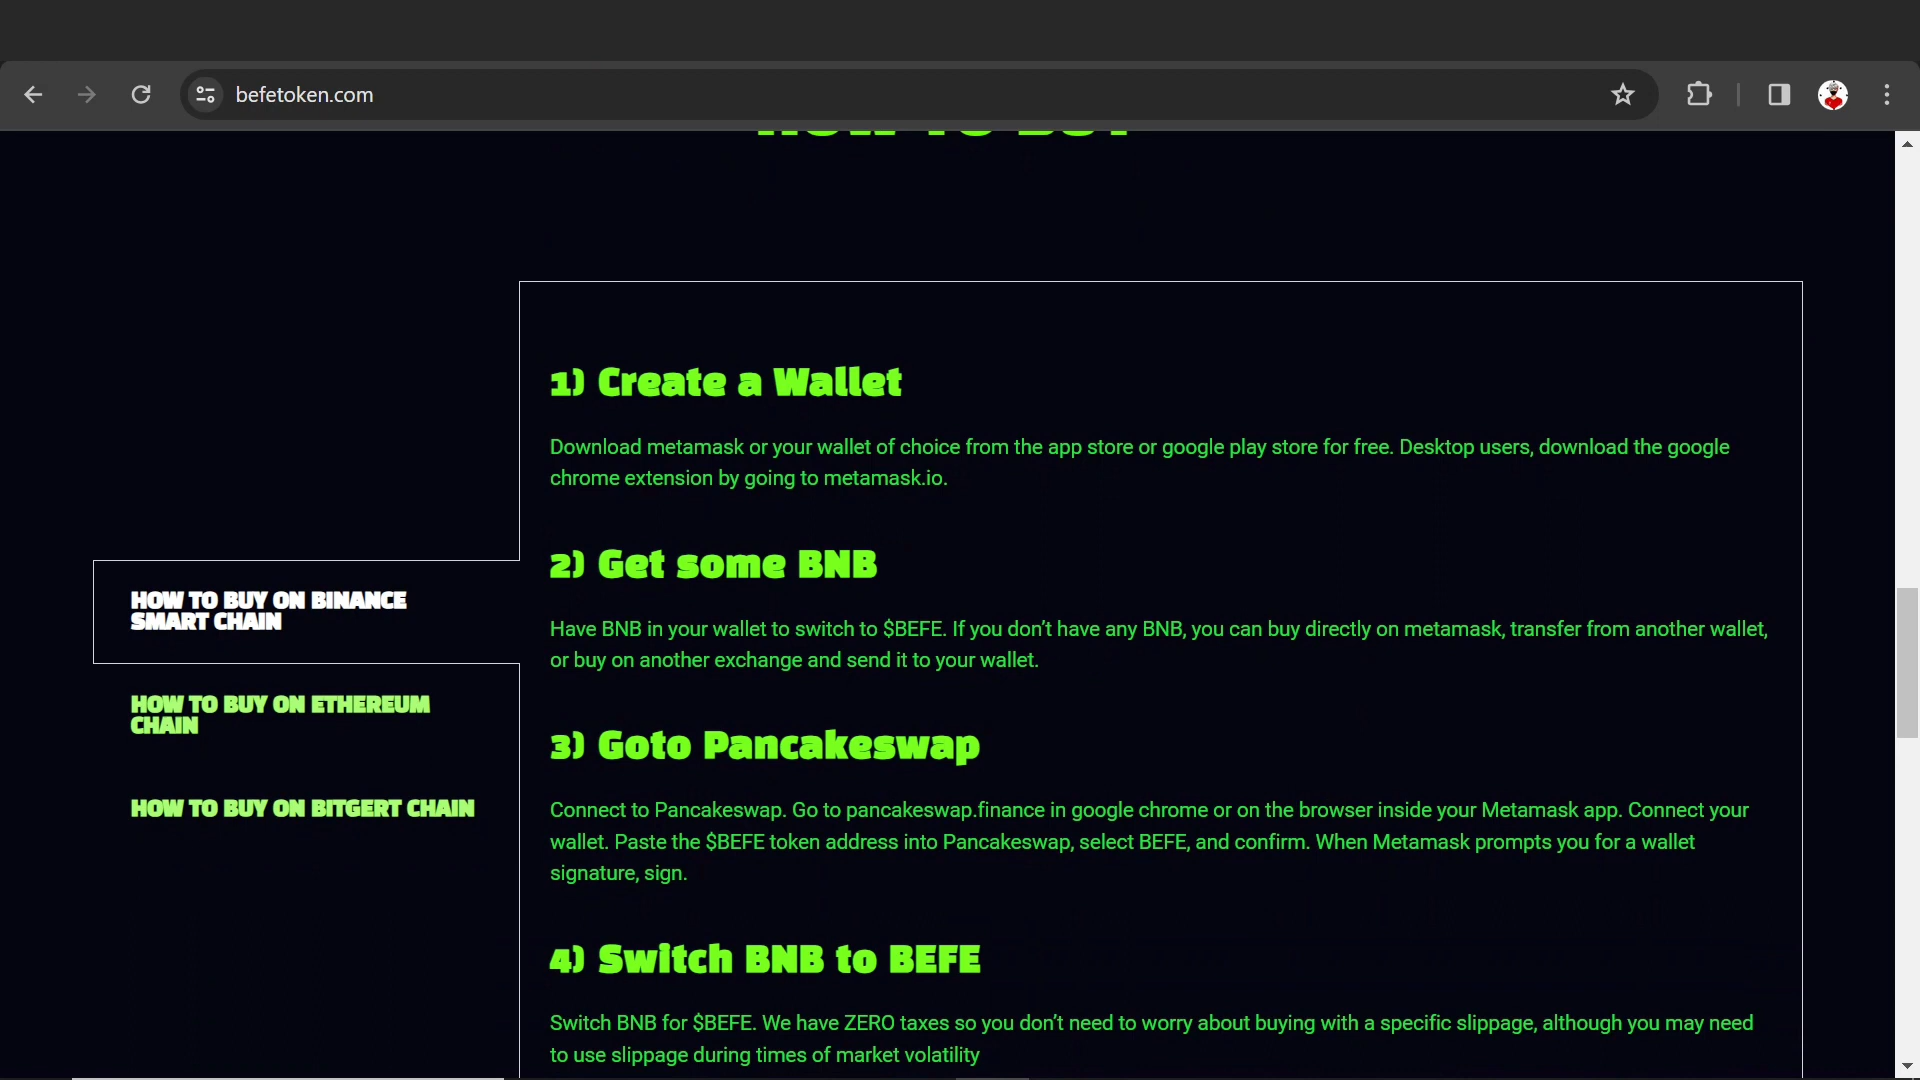 befetoken.com
HOW TO BUY
1) Create a Wallet
Download metamask or your wallet of choice from the app store or google play store for free. Desktop users, download the google
chrome extension by going to metamask.io.
2) Get some BNB
Have BNB in your wallet to switch to $BEFE. If you don’t have any BNB, you can buy directly on metamask, transfer from another wallet,
or buy on another exchange and send it to your wallet.
3) Goto Pancakeswap
Connect to Pancakeswap. Go to pancakeswap.finance in google chrome or on the browser inside your Metamask app. Connect your
wallet. Paste the $BEFE token address into Pancakeswap, select BEFE, and confirm. When Metamask prompts you for a wallet
signature, sign.
4) Switch BNB to BEFE
Switch BNB for $BEFE. We have ZERO taxes so you don’t need to worry about buying with a specific slippage, although you may need
to use slippage during times of market volatility
HOW TO BUY ON BINANCE
SMART CHAIN
HOW TO BUY ON ETHEREUM
CHAIN
HOW TO BUY ON BITGERT CHAIN